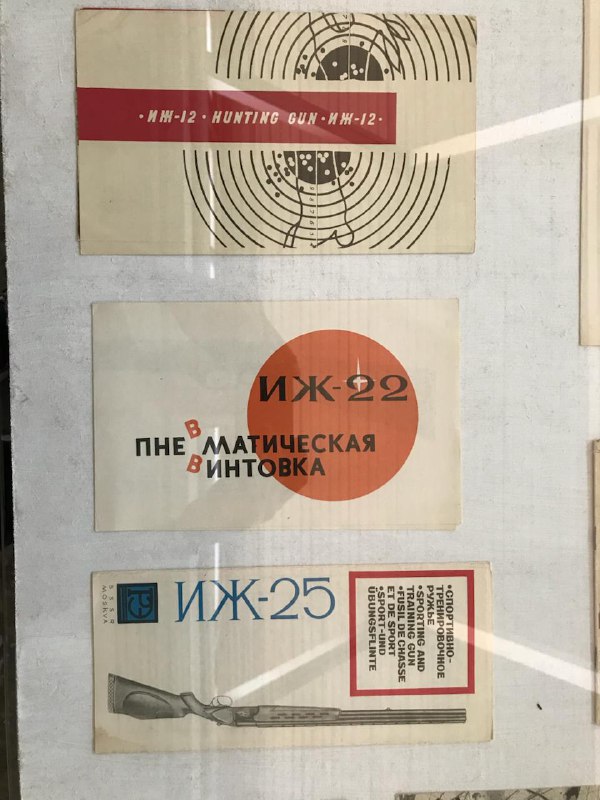 ·ИЖ-12·HUNTING GUN·ИЖ-12·
ИЖ-22
ПНЕВМАТИЧЕСКАЯ
ВИНТОВКА
SSSR
MOSKVA
ИЖ-25
•СПОРТИВНО-
ТРЕНИРОВОЧНОЕ
РУЖЬЕ
•SPORTING AND
TRAINING GUN
•FUSIL DE CHASSE
ET DE SPORT
•SPORT-UND
ÜBUNGSFLINTE